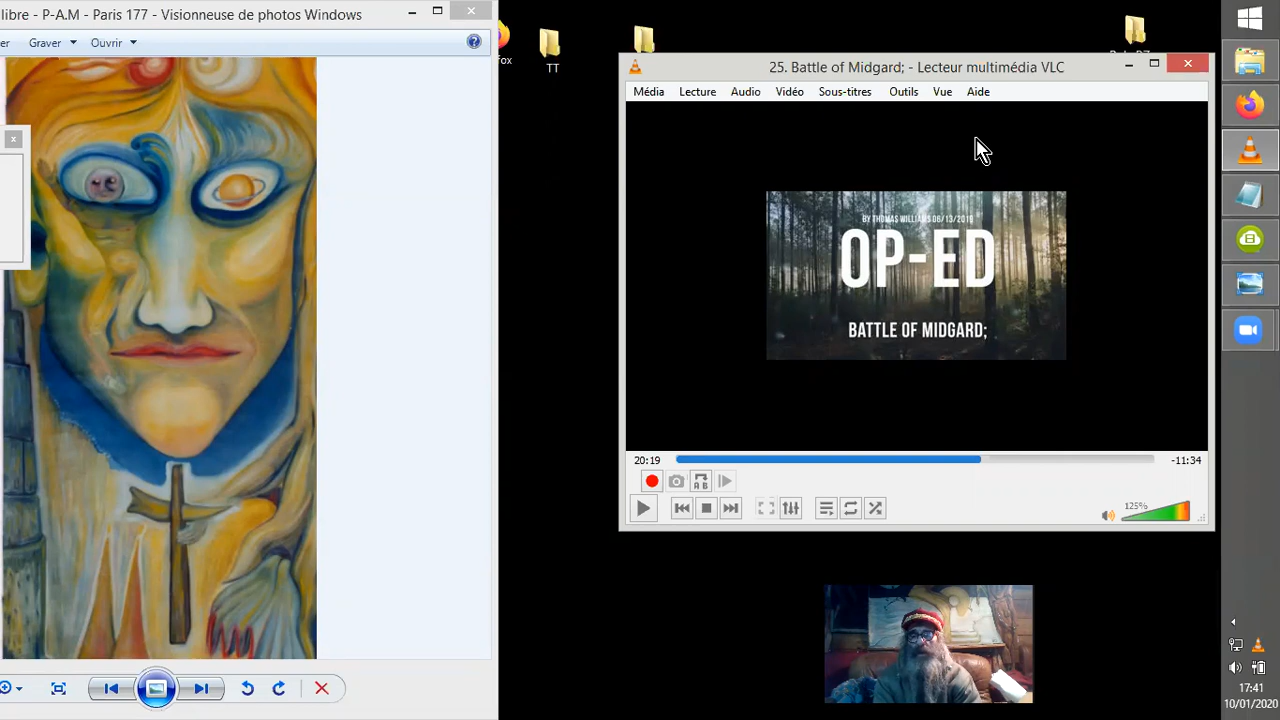 libre - P-A-M - Paris 177 - Visionneuse de photos Windows
er Graver Ouvrir
fox
TT
25. Battle of Midgard; - Lecteur multimédia VLC
Média Lecture Audio Vidéo Sous-titres Outils Vue Aide
BY THOMAS WILLIAMS 06/13/2019
OP-ED
BATTLE OF MIDGARD;
20:19
-11:34
A B
125%
17:41
10/01/2020